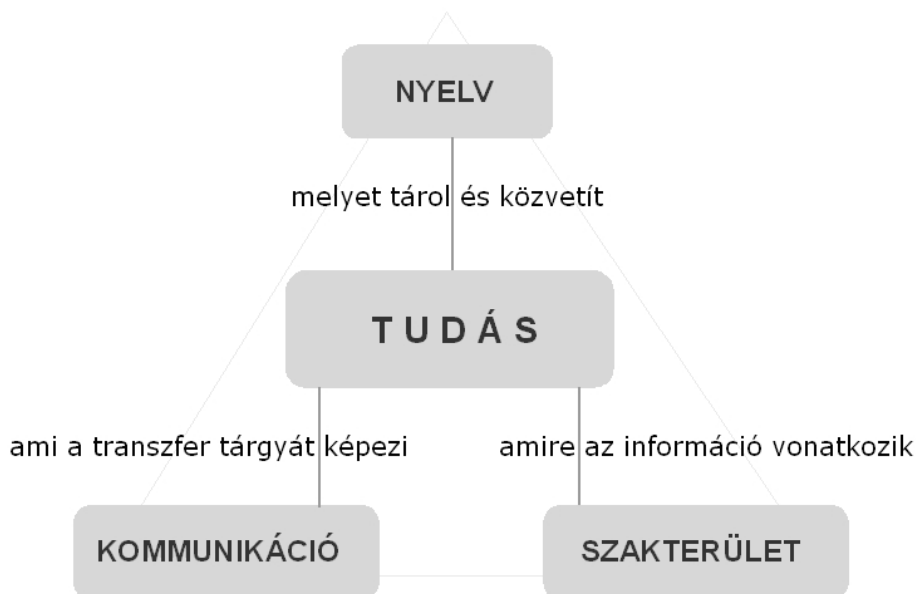 NYELV
melyet tárol és közvetít
T U D Á S
ami a transzfer tárgyát képezi
amire az információ vonatkozik
KOMMUNIKÁCIÓ
SZAKTERÜLET